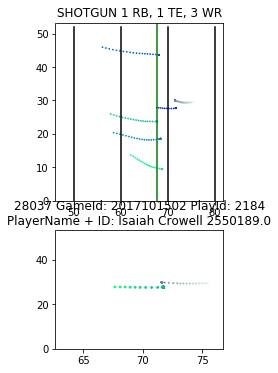 SHOTGUN 1 RB, 1 TE, 3 WR
50
40
30
20
10
0
50 60 70 80
28037 GameId: 2017101502 PlayId: 2184
PlayerName + ID: Isaiah Crowell 2550189.0
40
20
0
65 70 75